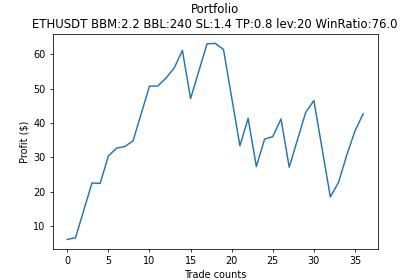 Portfolio
ETHUSDT BBM:2.2 BBL:240 SL:1.4 TP:0.8 lev:20 WinRatio:76.0
60
50
40
30
20
10
Profit ($)
0 5 10 15 20 25 30 35
Trade counts